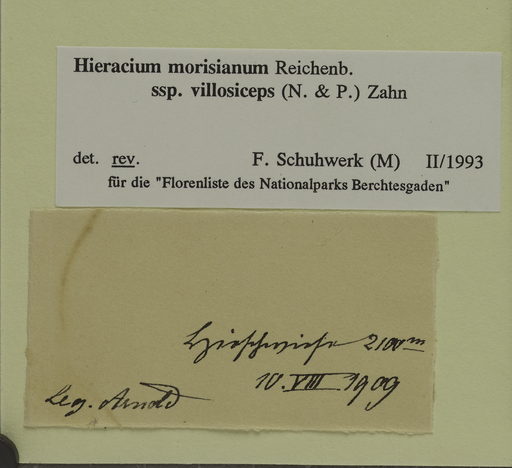 Hieracium morisianum Reichenb.
ssp. villosiceps (N. & P.) Zahn
det. rev. F. Schuhwerk (M) II/1993
für die "Florenliste des Nationalparks Berchtesgaden"
Hirschwiese 2100 m
10. VIII 1909
Leg. Arnold